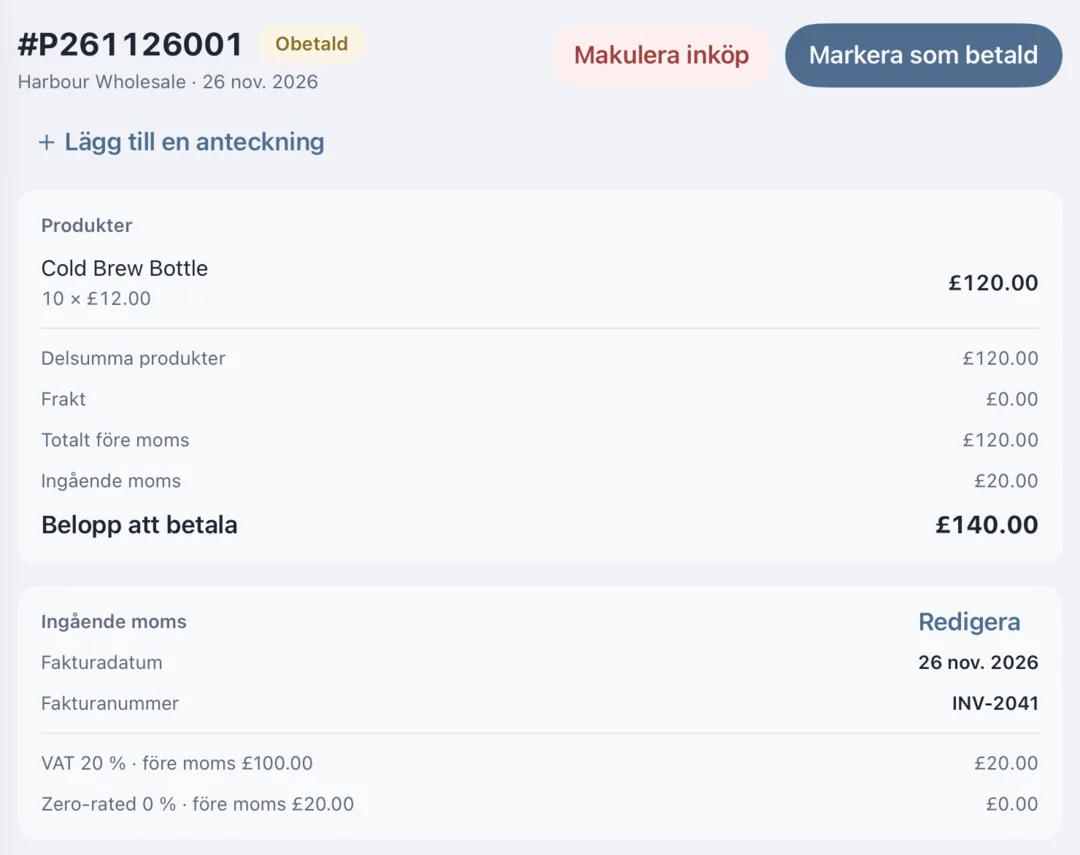 #P261126001 Obetald
Harbour Wholesale · 26 nov. 2026
Makulera inköp
Markera som betald
+ Lägg till en anteckning
Produkter
Cold Brew Bottle
10 × £12.00
£120.00
Delsumma produkter £120.00
Frakt £0.00
Totalt före moms £120.00
Ingående moms £20.00
Belopp att betala £140.00
Ingående moms Redigera
Fakturadatum 26 nov. 2026
Fakturanummer INV-2041
VAT 20 % · före moms £100.00 £20.00
Zero-rated 0 % · före moms £20.00 £0.00